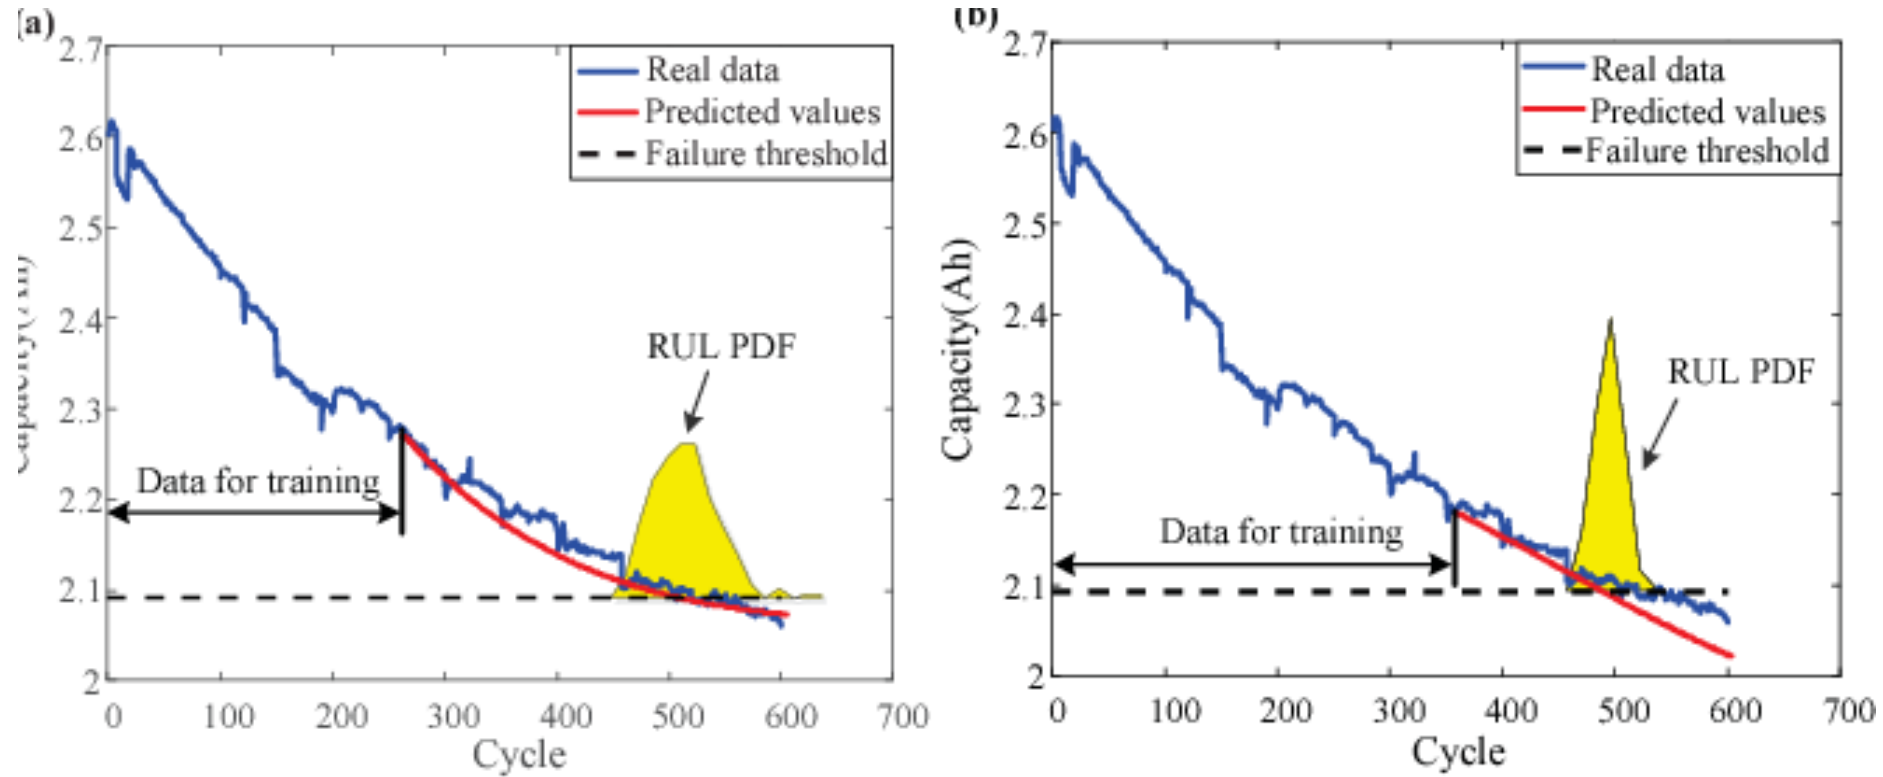 (a)
2.7
2.6
2.5
2.4
2.3
2.2
2.1
2
0 100 200 300 400 500 600 700
Cycle
Real data
Predicted values
Failure threshold
RUL PDF
Data for training
(b)
Capacity(Ah)
2.7
2.6
2.5
2.4
2.3
2.2
2.1
2
0 100 200 300 400 500 600 700
Cycle
Real data
Predicted values
Failure threshold
RUL PDF
Data for training